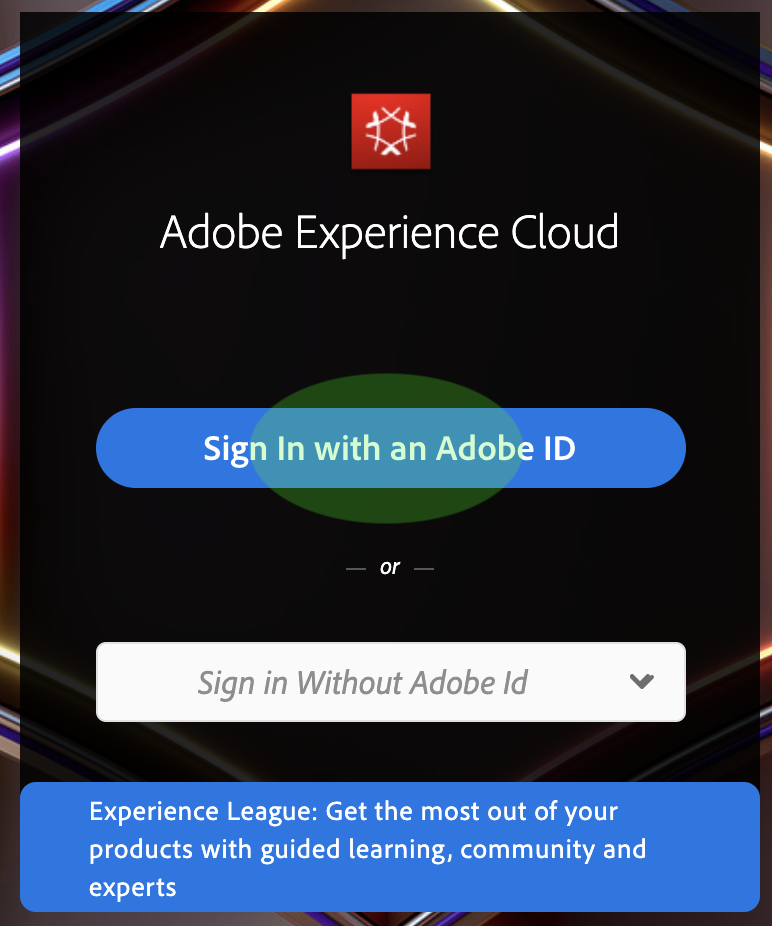 Adobe Experience Cloud
Sign In with an Adobe ID
or
Sign in Without Adobe Id
Experience League: Get the most out of your
products with guided learning, community and
experts